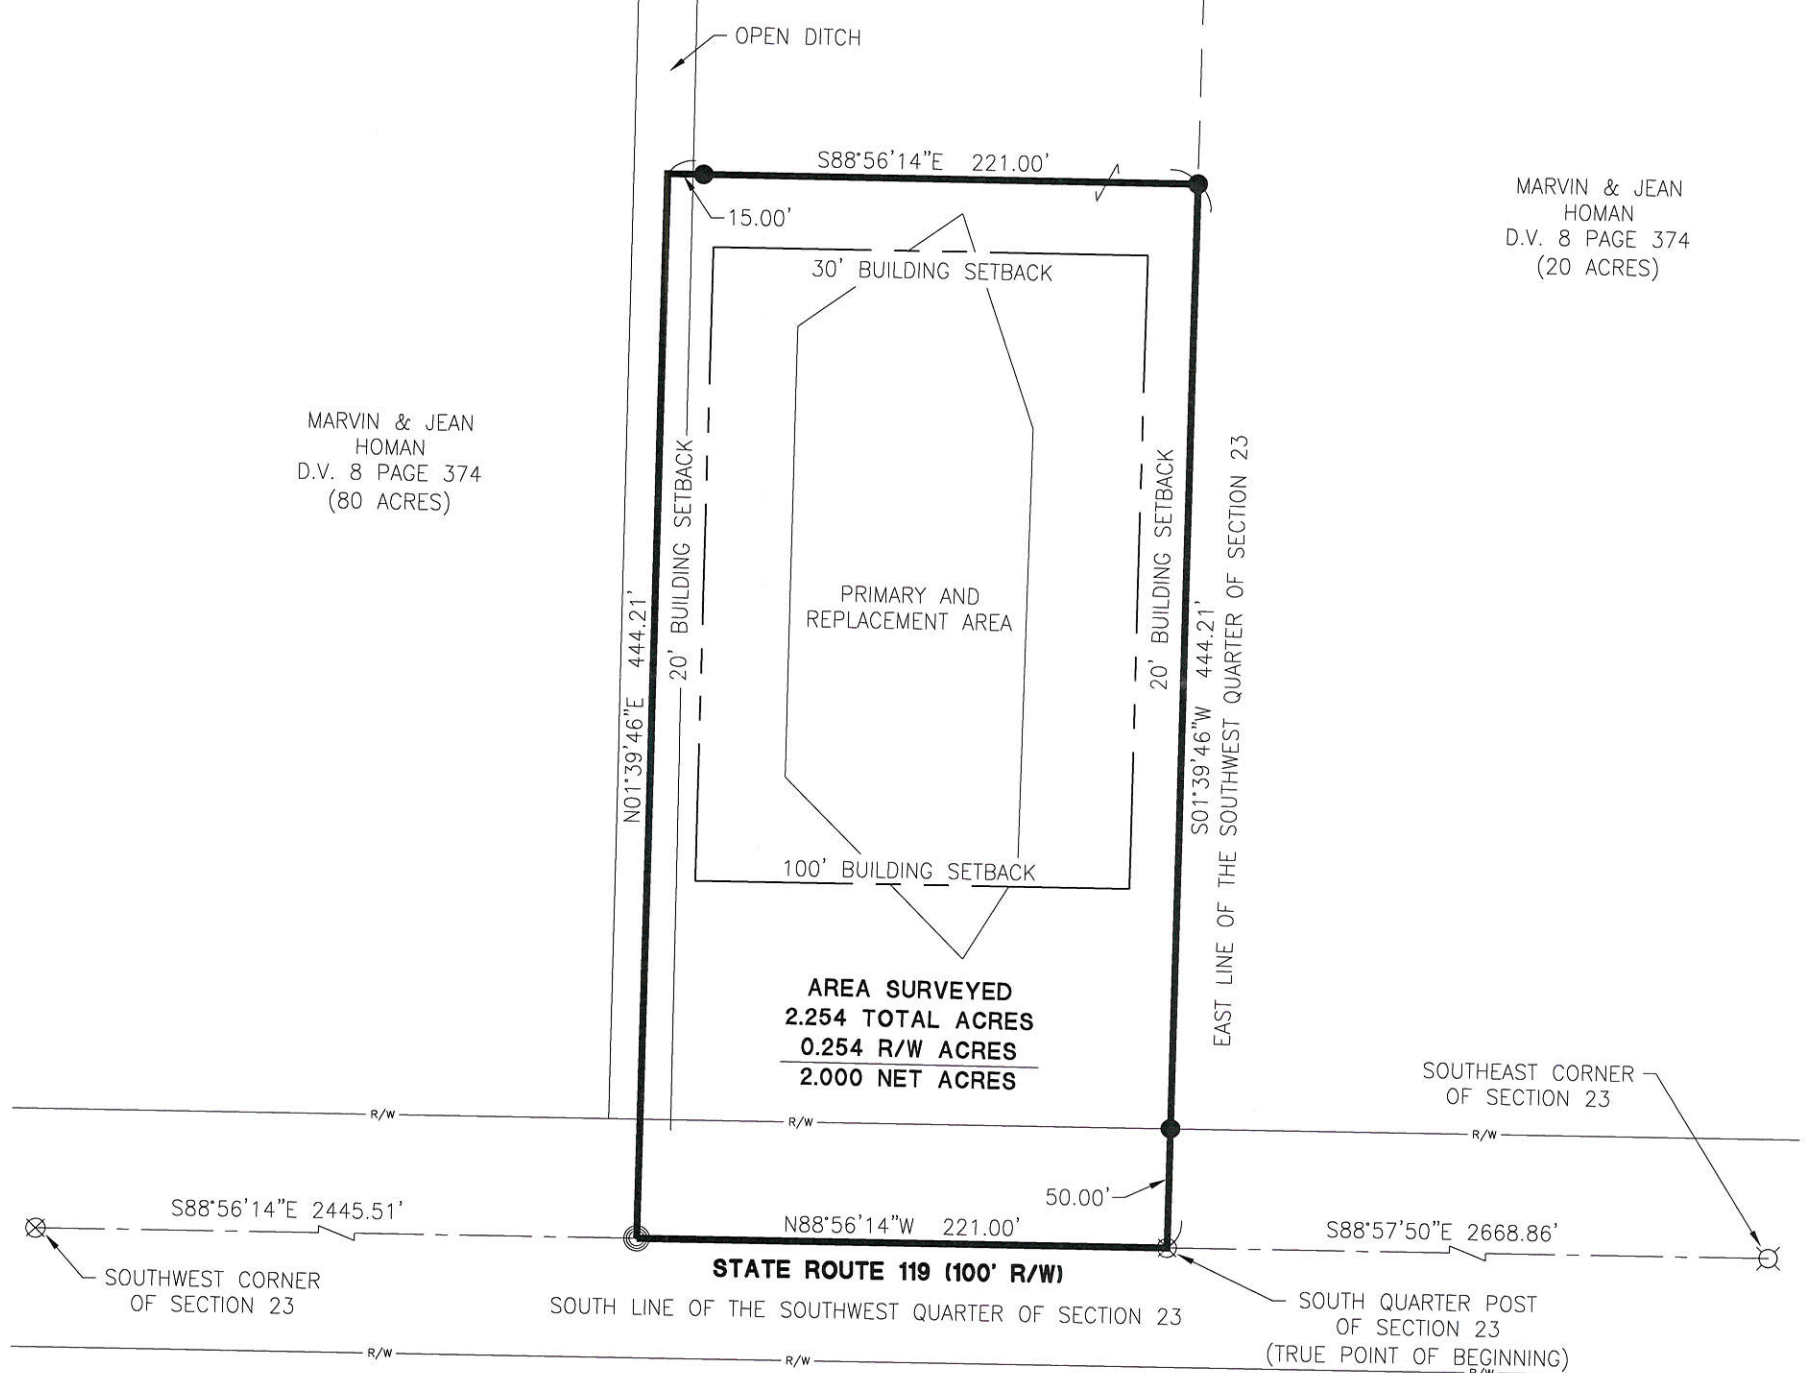 OPEN DITCH
S88°56'14"E 221.00'
15.00'
MARVIN & JEAN
HOMAN
D.V. 8 PAGE 374
(20 ACRES)
30' BUILDING SETBACK
MARVIN & JEAN
HOMAN
D.V. 8 PAGE 374
(80 ACRES)
N01°39'46"E 444.21'
20' BUILDING SETBACK
PRIMARY AND
REPLACEMENT AREA
20' BUILDING SETBACK
S01°39'46"W 444.21'
EAST LINE OF THE SOUTHWEST QUARTER OF SECTION 23
100' BUILDING SETBACK
AREA SURVEYED
2.254 TOTAL ACRES
0.254 R/W ACRES
2.000 NET ACRES
SOUTHEAST CORNER
OF SECTION 23
R/W
R/W
R/W
50.00'
S88°56'14"E 2445.51'
N88°56'14"W 221.00'
S88°57'50"E 2668.86'
STATE ROUTE 119 (100' R/W)
SOUTHWEST CORNER
OF SECTION 23
SOUTH LINE OF THE SOUTHWEST QUARTER OF SECTION 23
SOUTH QUARTER POST
OF SECTION 23
(TRUE POINT OF BEGINNING)
R/W
R/W
R/W